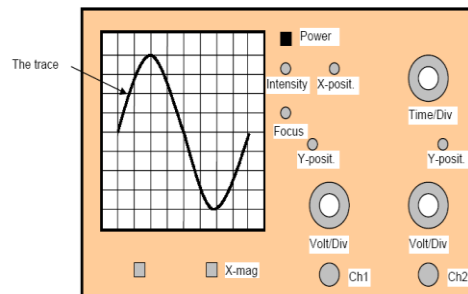 Power
The trace
Intensity X-posit.
Time/Div
Focus
Y-posit. Y-posit.
Volt/Div Volt/Div
X-mag Ch1 Ch2